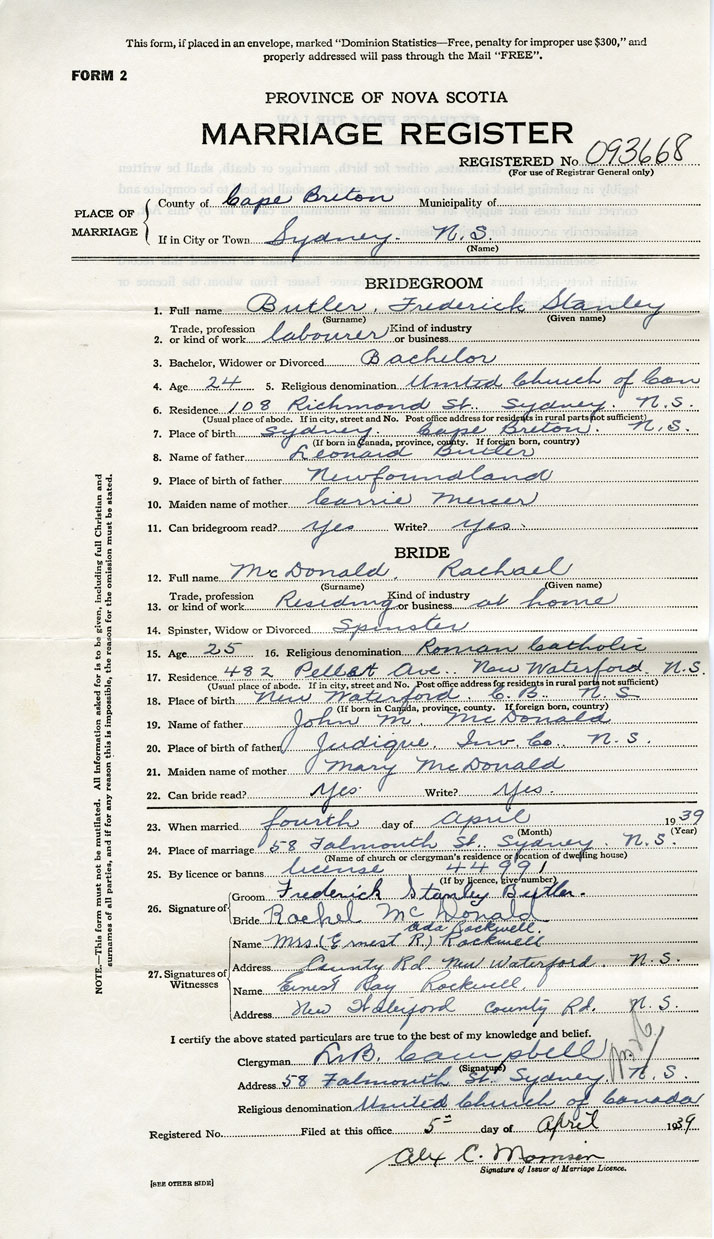 This form, if placed in an envelope, marked "Dominion Statistics—Free, penalty for improper use $300," and
properly addressed will pass through the Mail "FREE".
FORM 2
PROVINCE OF NOVA SCOTIA
MARRIAGE REGISTER
REGISTERED No. 093668
(For use of Registrar General only)
PLACE OF MARRIAGE
County of Cape Breton Municipality of
If in City or Town Sydney. N.S.
(Name)
BRIDEGROOM
1. Full name Butler, Frederick Stanley
(Surname) (Given name)
2. Trade, profession or kind of work labourer Kind of industry or business
3. Bachelor, Widower or Divorced Bachelor
4. Age 24 5. Religious denomination United Church of Can
6. Residence 108 Richmond St. Sydney. N.S.
(Usual place of abode. If in city, street and No. Post office address for residents in rural parts not sufficient)
7. Place of birth Sydney Cape Breton. N.S.
(If born in Canada, province, county. If foreign born, country)
8. Name of father Leonard Butler
9. Place of birth of father Newfoundland
10. Maiden name of mother Carrie Mercer
11. Can bridegroom read? yes Write? yes.
BRIDE
12. Full name McDonald, Rachael
(Surname) (Given name)
13. Trade, profession or kind of work Residing Kind of industry or business at home
14. Spinster, Widow or Divorced Spinster
15. Age 25 16. Religious denomination Roman Catholic
17. Residence 482 Pellat Ave. New Waterford. N.S.
(Usual place of abode. If in city, street and No. Post office address for residents in rural parts not sufficient)
18. Place of birth New Waterford, C.B. N.S
(If born in Canada, province, county. If foreign born, country)
19. Name of father John M. McDonald
20. Place of birth of father Judique, Inv. Co. N.S.
21. Maiden name of mother Mary McDonald
22. Can bride read? Yes. Write? Yes.
23. When married fourth day of April 1939
(Month) (Year)
24. Place of marriage 58 Falmouth St. Sydney. N.S.
(Name of church or clergyman's residence or location of dwelling house)
25. By licence or banns license 44991
(If by licence, give number)
26. Signature of
Groom Frederick Stanley Butler.
Bride Rachel McDonald
Ada Rockwell.
27. Signatures of Witnesses
Name Mrs. (Ernest R.) Rockwell
Address County Rd. New Waterford. N.S.
Name Ernest Ray Rockwell
Address New Waterford County Rd. N.S.
I certify the above stated particulars are true to the best of my knowledge and belief.
Clergyman Campbell
(Signature)
Address 58 Falmouth St. Sydney. N.S.
Religious denomination United Church of Canada
Registered No. Filed at this office 5 day of April 1939
Alex C.
Signature of Issuer of Marriage Licence.
[SEE OTHER SIDE]
NOTE.—This form must not be mutilated. All information asked for is to be given, including full Christian and
surnames of all parties, and if for any reason this is impossible, the reason for the omission must be stated.